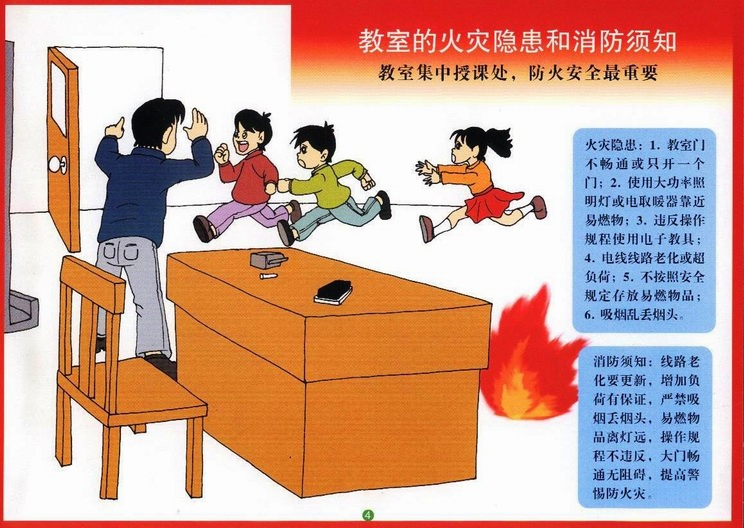 教室的火灾隐患和消防须知
教室集中授课处，防火安全最重要
火灾隐患：1. 教室门
不畅通或只开一个
门；2. 使用大功率照
明灯或电取暖器靠近
易燃物；3. 违反操作
规程使用电子教具；
4. 电线线路老化或超
负荷；5. 不按照安全
规定存放易燃物品；
6. 吸烟乱丢烟头。
消防须知：线路老
化要更新，增加负
荷有保证，严禁吸
烟丢烟头，易燃物
品离灯远，操作规
程不违反，大门畅
通无阻碍，提高警
惕防火灾。
4